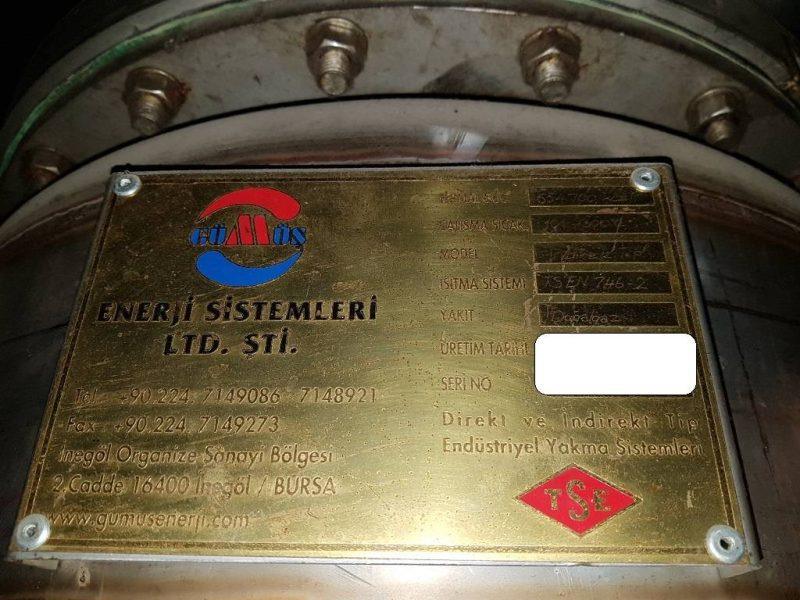 GÜMÜŞ
ENERJİ SİSTEMLERİ
LTD. ŞTİ.
Tel: +90.224. 7149086 - 7148921
Fax: +90.224. 7149273
İnegöl Organize Sanayi Bölgesi
2.Cadde 16400 İnegöl / BURSA
www.gumusenerji.com
MODEL
ISITMA SİSTEMİ TS EN 746-2
YAKIT Doğalgaz
ÜRETİM TARİHİ
SERİ NO
Direkt ve İndirekt Tip
Endüstriyel Yakma Sistemleri
TSE